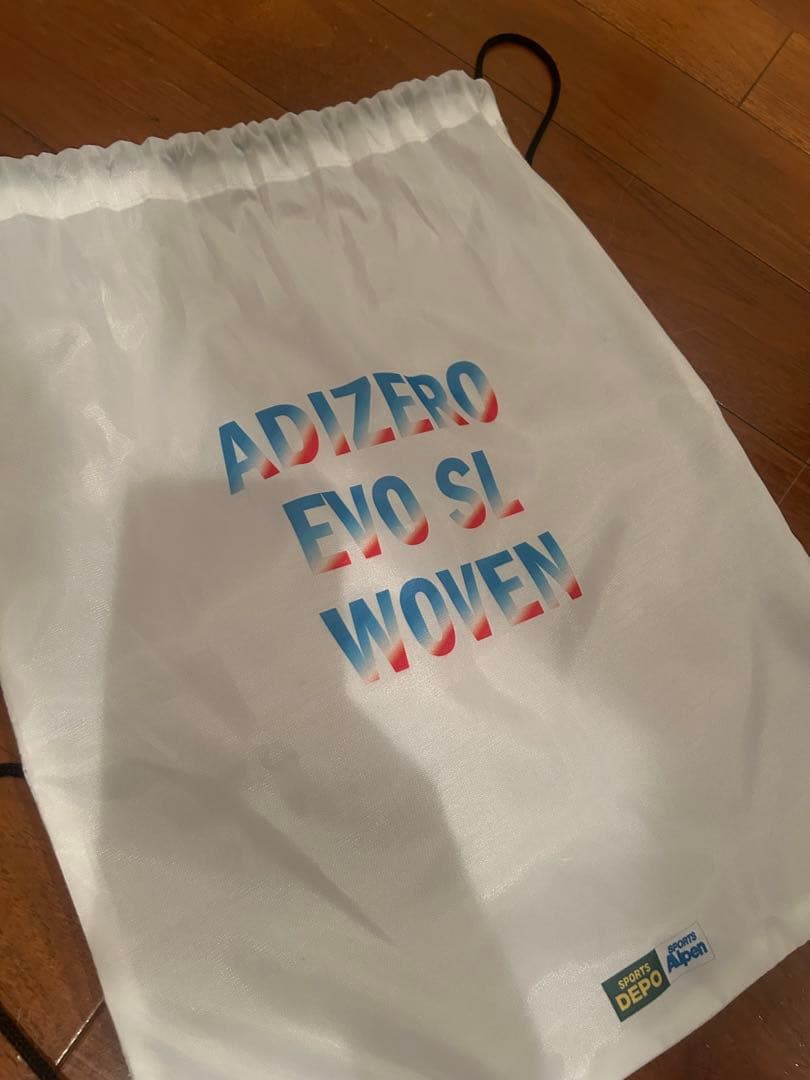 ADIZERO
EVO SL
WOVEN
SPORTS
DEPO
SPORTS
Alpen